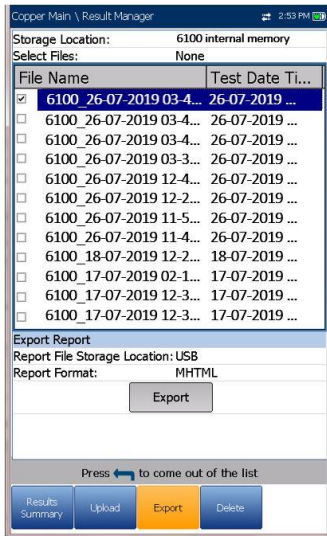 Copper Main \ Result Manager 2:53 PM
Storage Location: 6100 internal memory
Select Files: None
File Name Test Date Ti...
6100_26-07-2019 03-4... 26-07-2019 ...
6100_26-07-2019 03-4... 26-07-2019 ...
6100_26-07-2019 03-4... 26-07-2019 ...
6100_26-07-2019 03-3... 26-07-2019 ...
6100_26-07-2019 12-4... 26-07-2019 ...
6100_26-07-2019 12-2... 26-07-2019 ...
6100_26-07-2019 11-5... 26-07-2019 ...
6100_26-07-2019 11-4... 26-07-2019 ...
6100_18-07-2019 12-2... 18-07-2019 ...
6100_17-07-2019 02-1... 17-07-2019 ...
6100_17-07-2019 12-3... 17-07-2019 ...
6100_17-07-2019 12-3... 17-07-2019 ...
Export Report
Report File Storage Location: USB
Report Format: MHTML
Export
Press to come out of the list
Results Summary
Upload
Export
Delete